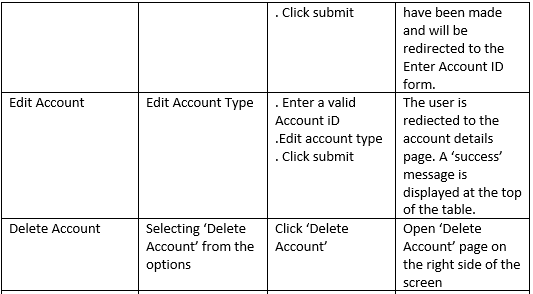 . Click submit
have been made
and will be
redirected to the
Enter Account ID
form.
Edit Account
Edit Account Type
. Enter a valid
Account iD
.Edit account type
. Click submit
The user is
rediected to the
account details
page. A ‘success’
message is
displayed at the top
of the table.
Delete Account
Selecting ‘Delete
Account’ from the
options
Click ‘Delete
Account’
Open ‘Delete
Account’ page on
the right side of the
screen